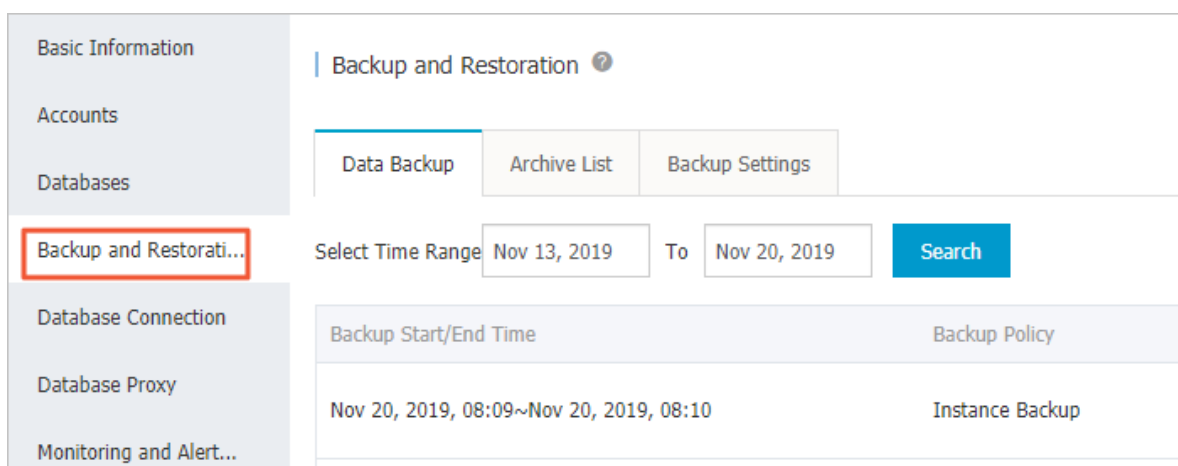 Basic Information
Accounts
Databases
Backup and Restorati...
Database Connection
Database Proxy
Monitoring and Alert...
Backup and Restoration ?
Data Backup Archive List Backup Settings
Select Time Range Nov 13, 2019 To Nov 20, 2019 Search
Backup Start/End Time Backup Policy
Nov 20, 2019, 08:09~Nov 20, 2019, 08:10 Instance Backup